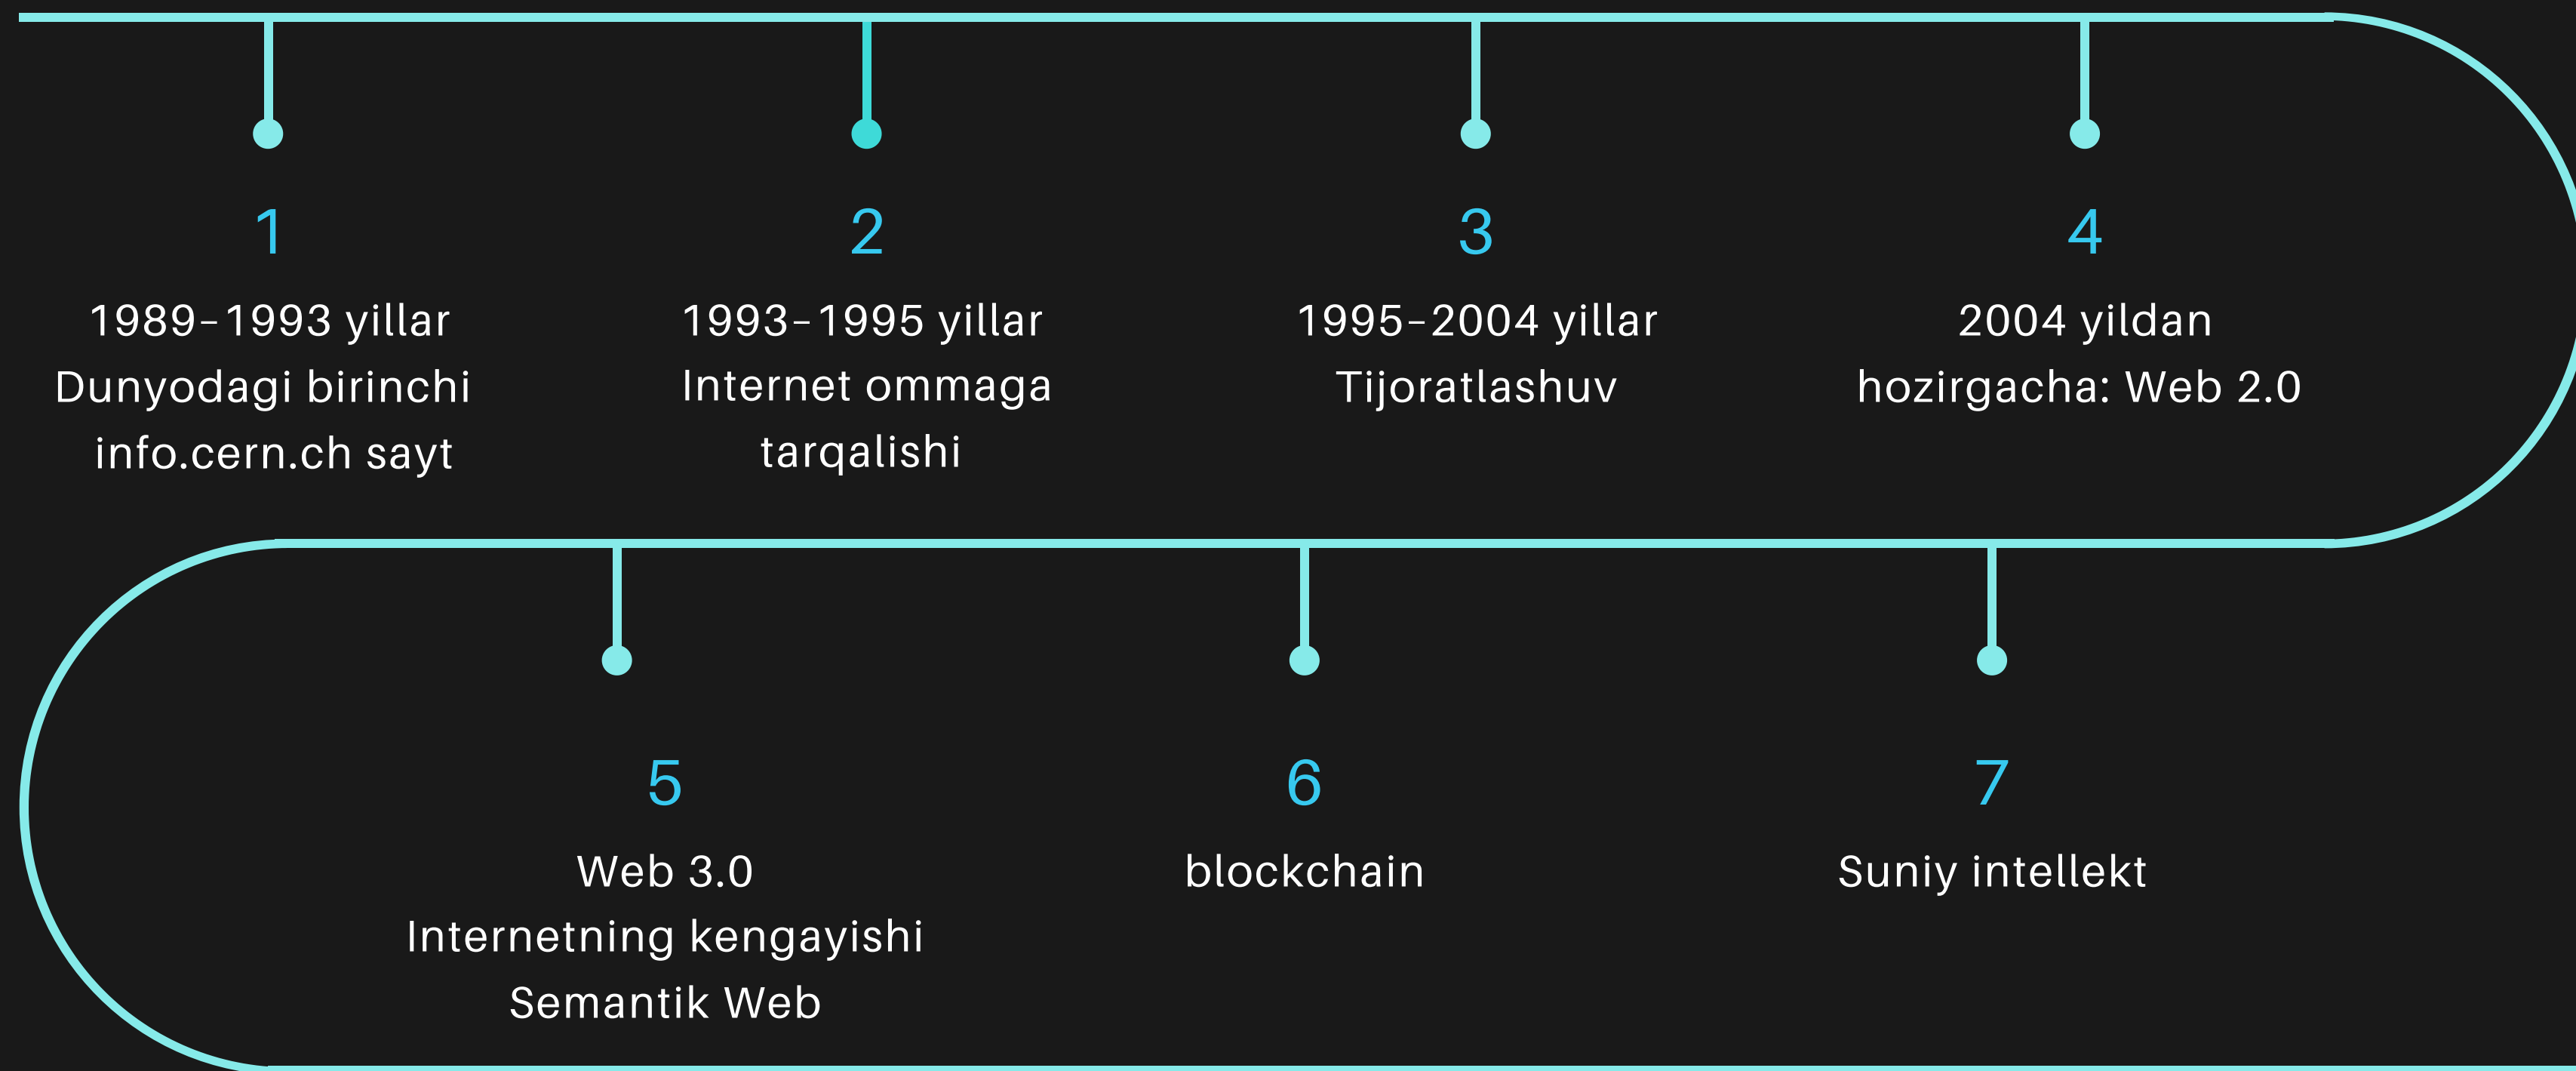 1
1989–1993 yillar
Dunyodagi birinchi
info.cern.ch sayt
2
1993–1995 yillar
Internet ommaga
tarqalishi
3
1995–2004 yillar
Tijoratlashuv
4
2004 yildan
hozirgacha: Web 2.0
5
Web 3.0
Internetning kengayishi
Semantik Web
6
blockchain
7
Suniy intellekt